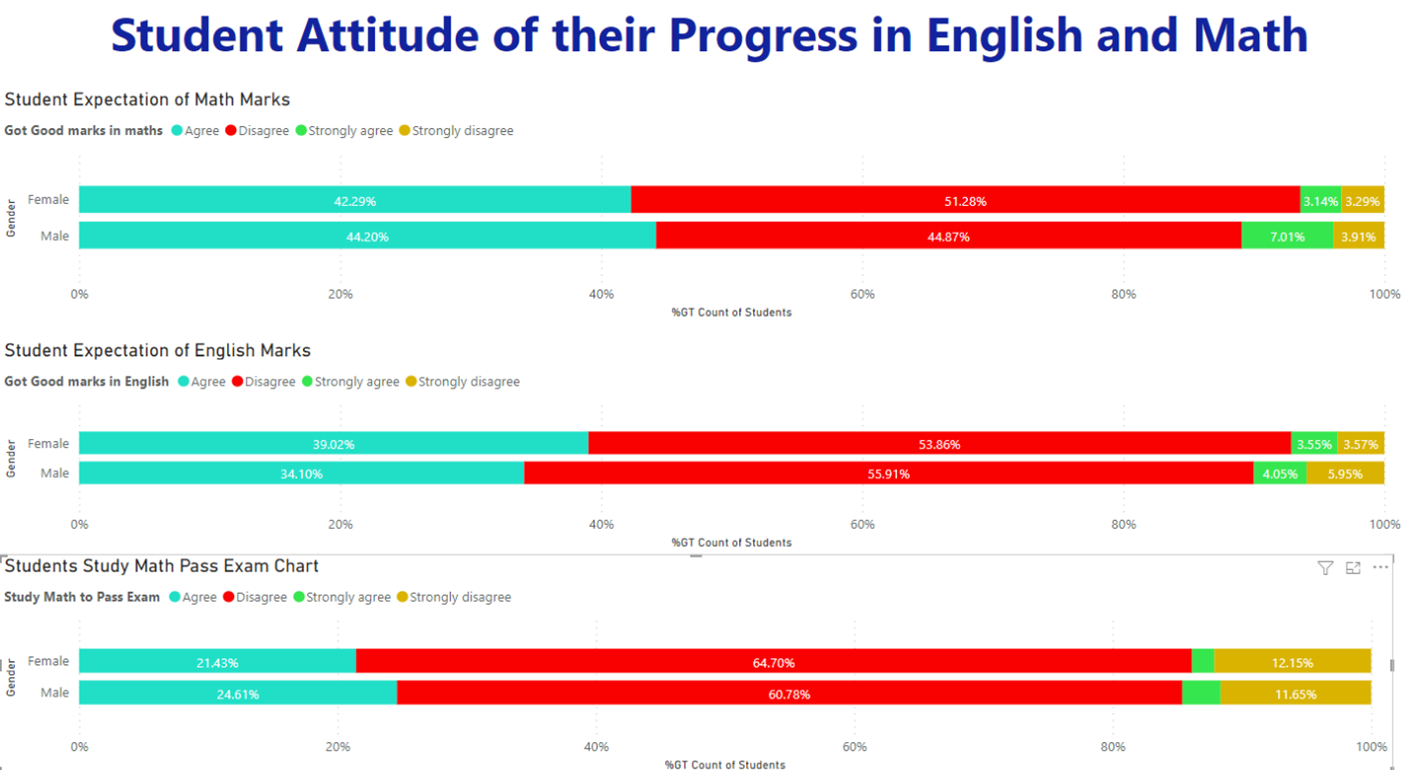 Student Attitude of their Progress in English and Math
Student Expectation of Math Marks
Got Good marks in maths Agree Disagree Strongly agree Strongly disagree
Gender
Female 42.29% 51.28% 3.14% 3.29%
Male 44.20% 44.87% 7.01% 3.91%
0% 20% 40% 60% 80% 100%
%GT Count of Students
Student Expectation of English Marks
Got Good marks in English Agree Disagree Strongly agree Strongly disagree
Gender
Female 39.02% 53.86% 3.55% 3.57%
Male 34.10% 55.91% 4.05% 5.95%
0% 20% 40% 60% 80% 100%
%GT Count of Students
Students Study Math Pass Exam Chart
Study Math to Pass Exam Agree Disagree Strongly agree Strongly disagree
Gender
Female 21.43% 64.70% 12.15%
Male 24.61% 60.78% 11.65%
0% 20% 40% 60% 80% 100%
%GT Count of Students